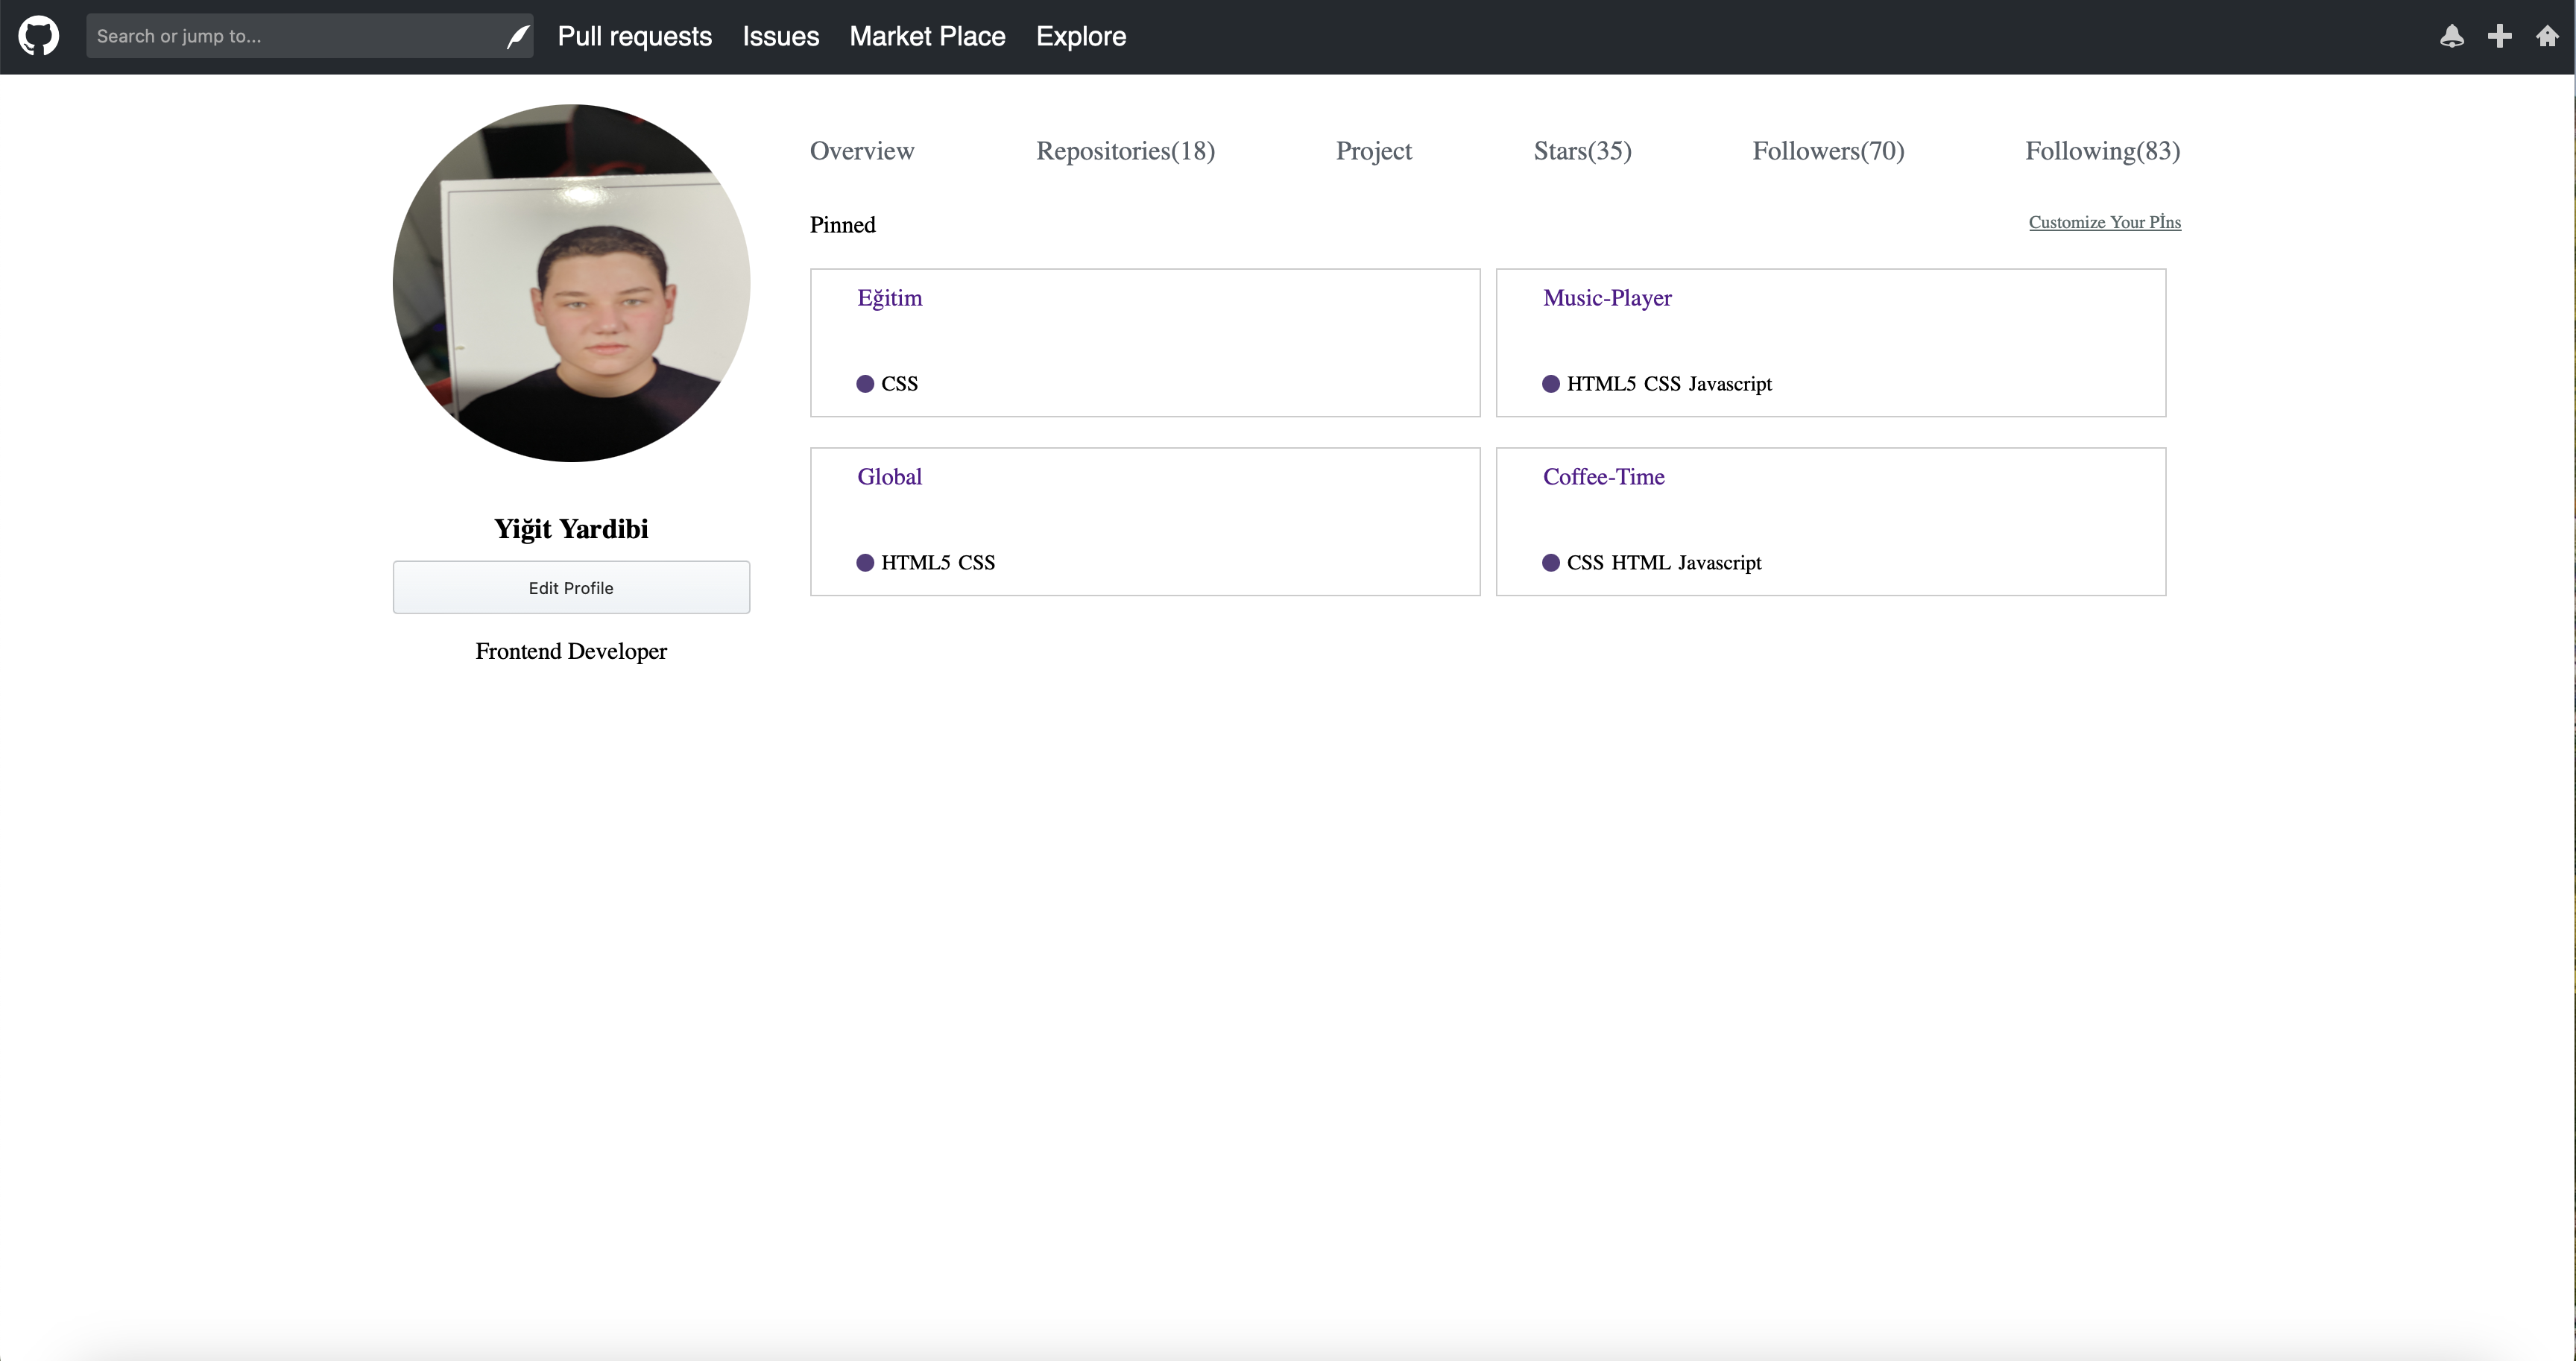 Search or jump to...
Pull requests
Issues
Market Place
Explore
Overview
Repositories(18)
Project
Stars(35)
Followers(70)
Following(83)
Pinned
Customize Your Pİns
Eğitim
CSS
Music-Player
HTML5 CSS Javascript
Global
HTML5 CSS
Coffee-Time
CSS HTML Javascript
Yiğit Yardibi
Edit Profile
Frontend Developer